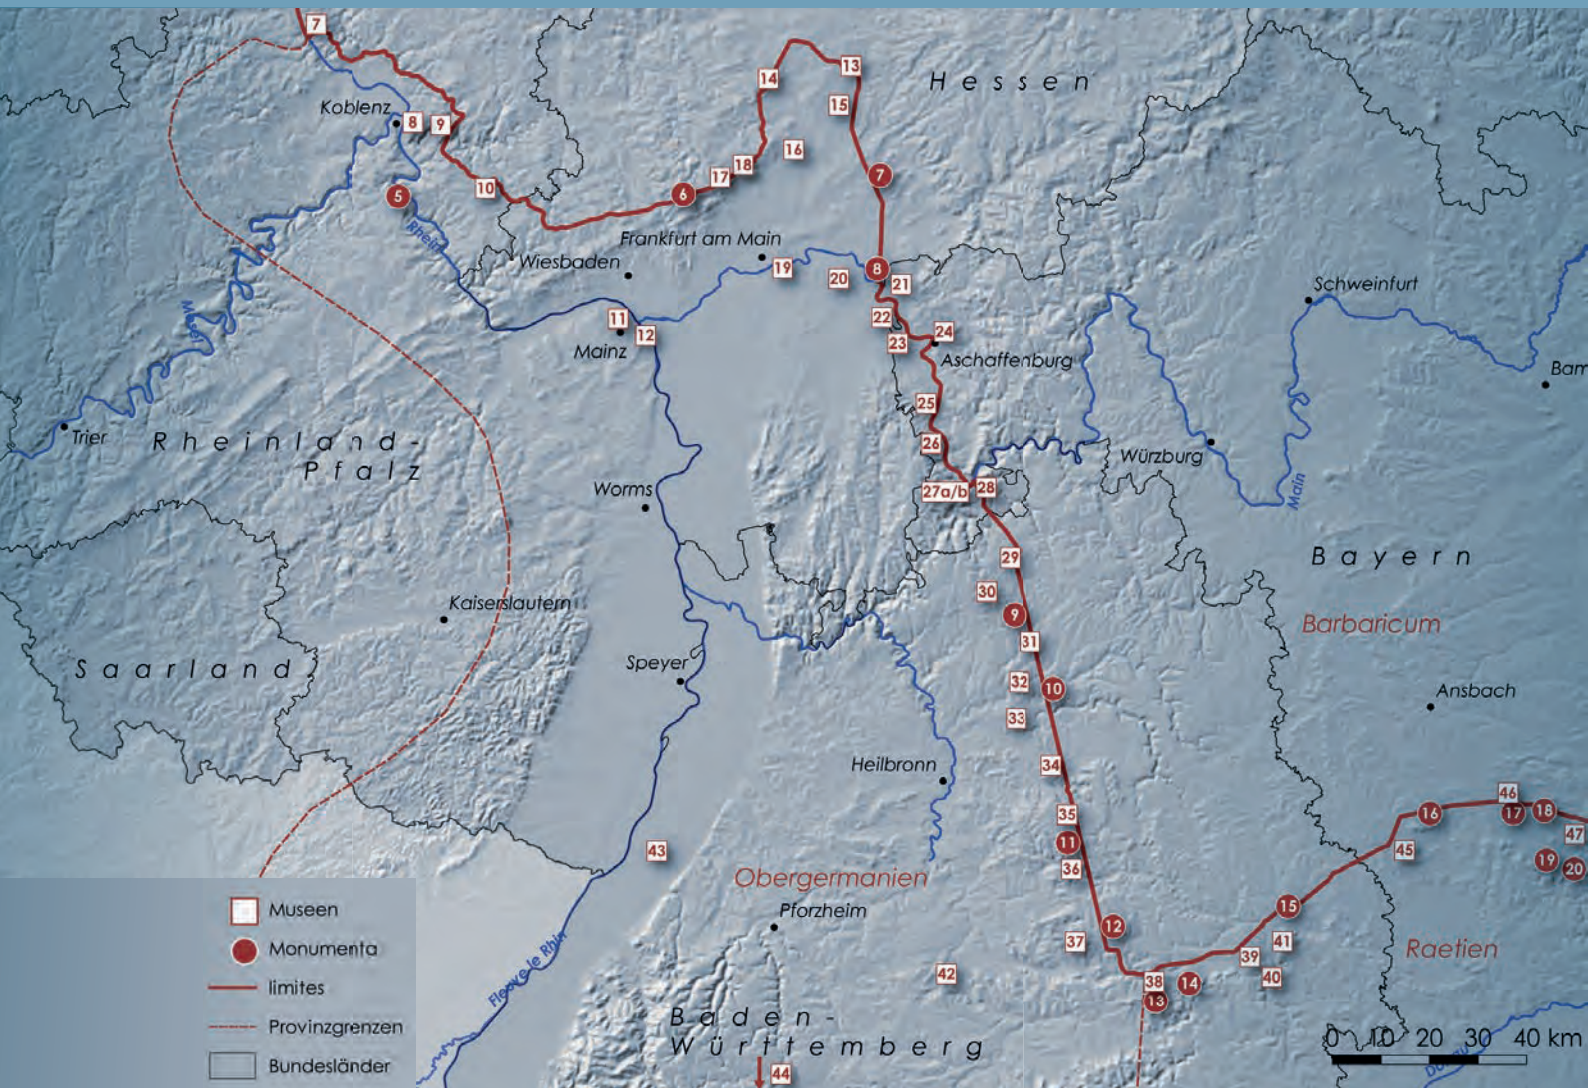 7
13
14
Hessen
15
Koblenz
8
9
16
18
17
7
10
6
5
Rhein
Frankfurt am Main
Wiesbaden
19
20
8
21
Schweinfurt
Mosel
11
12
22
24
23
Mainz
Aschaffenburg
Bam
25
Trier
Rheinland-
Pfalz
26
Würzburg
Worms
27a/b
28
Main
29
Bayern
30
Kaiserslautern
9
Barbaricum
31
Saarland
Speyer
32
10
Ansbach
33
Heilbronn
34
46
35
16
17
18
47
11
43
45
36
19
20
Obergermanien
Museen
Pforzheim
15
12
Monumenta
37
41
Raetien
39
Fleuve le Rhin
42
38
14
40
limites
13
Baden-
Württemberg
Provinzgrenzen
0 10 20 30 40 km
Bundesländer
44